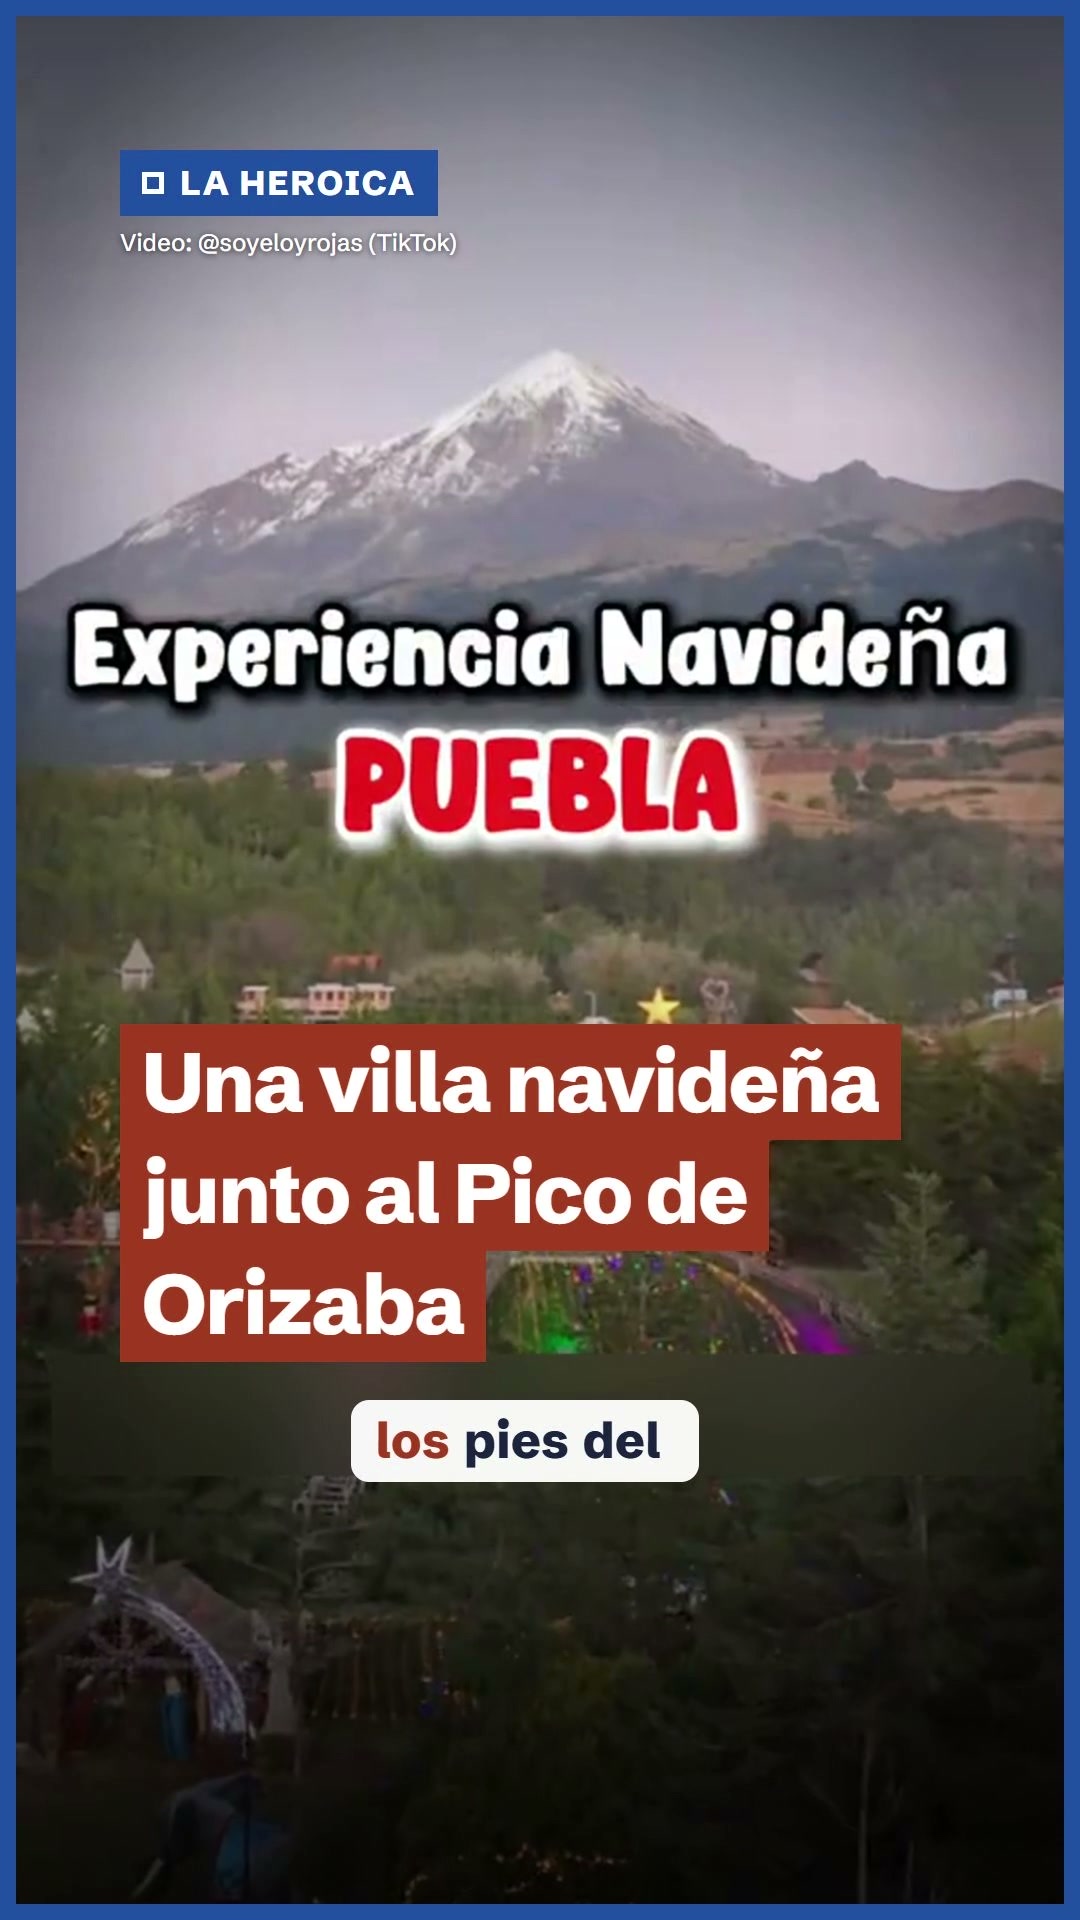 LA HEROICA
Video: @soyeloyrojas (TikTok)
Experiencia Navideña
PUEBLA
Una villa navideña
junto al Pico de
Orizaba
los pies del